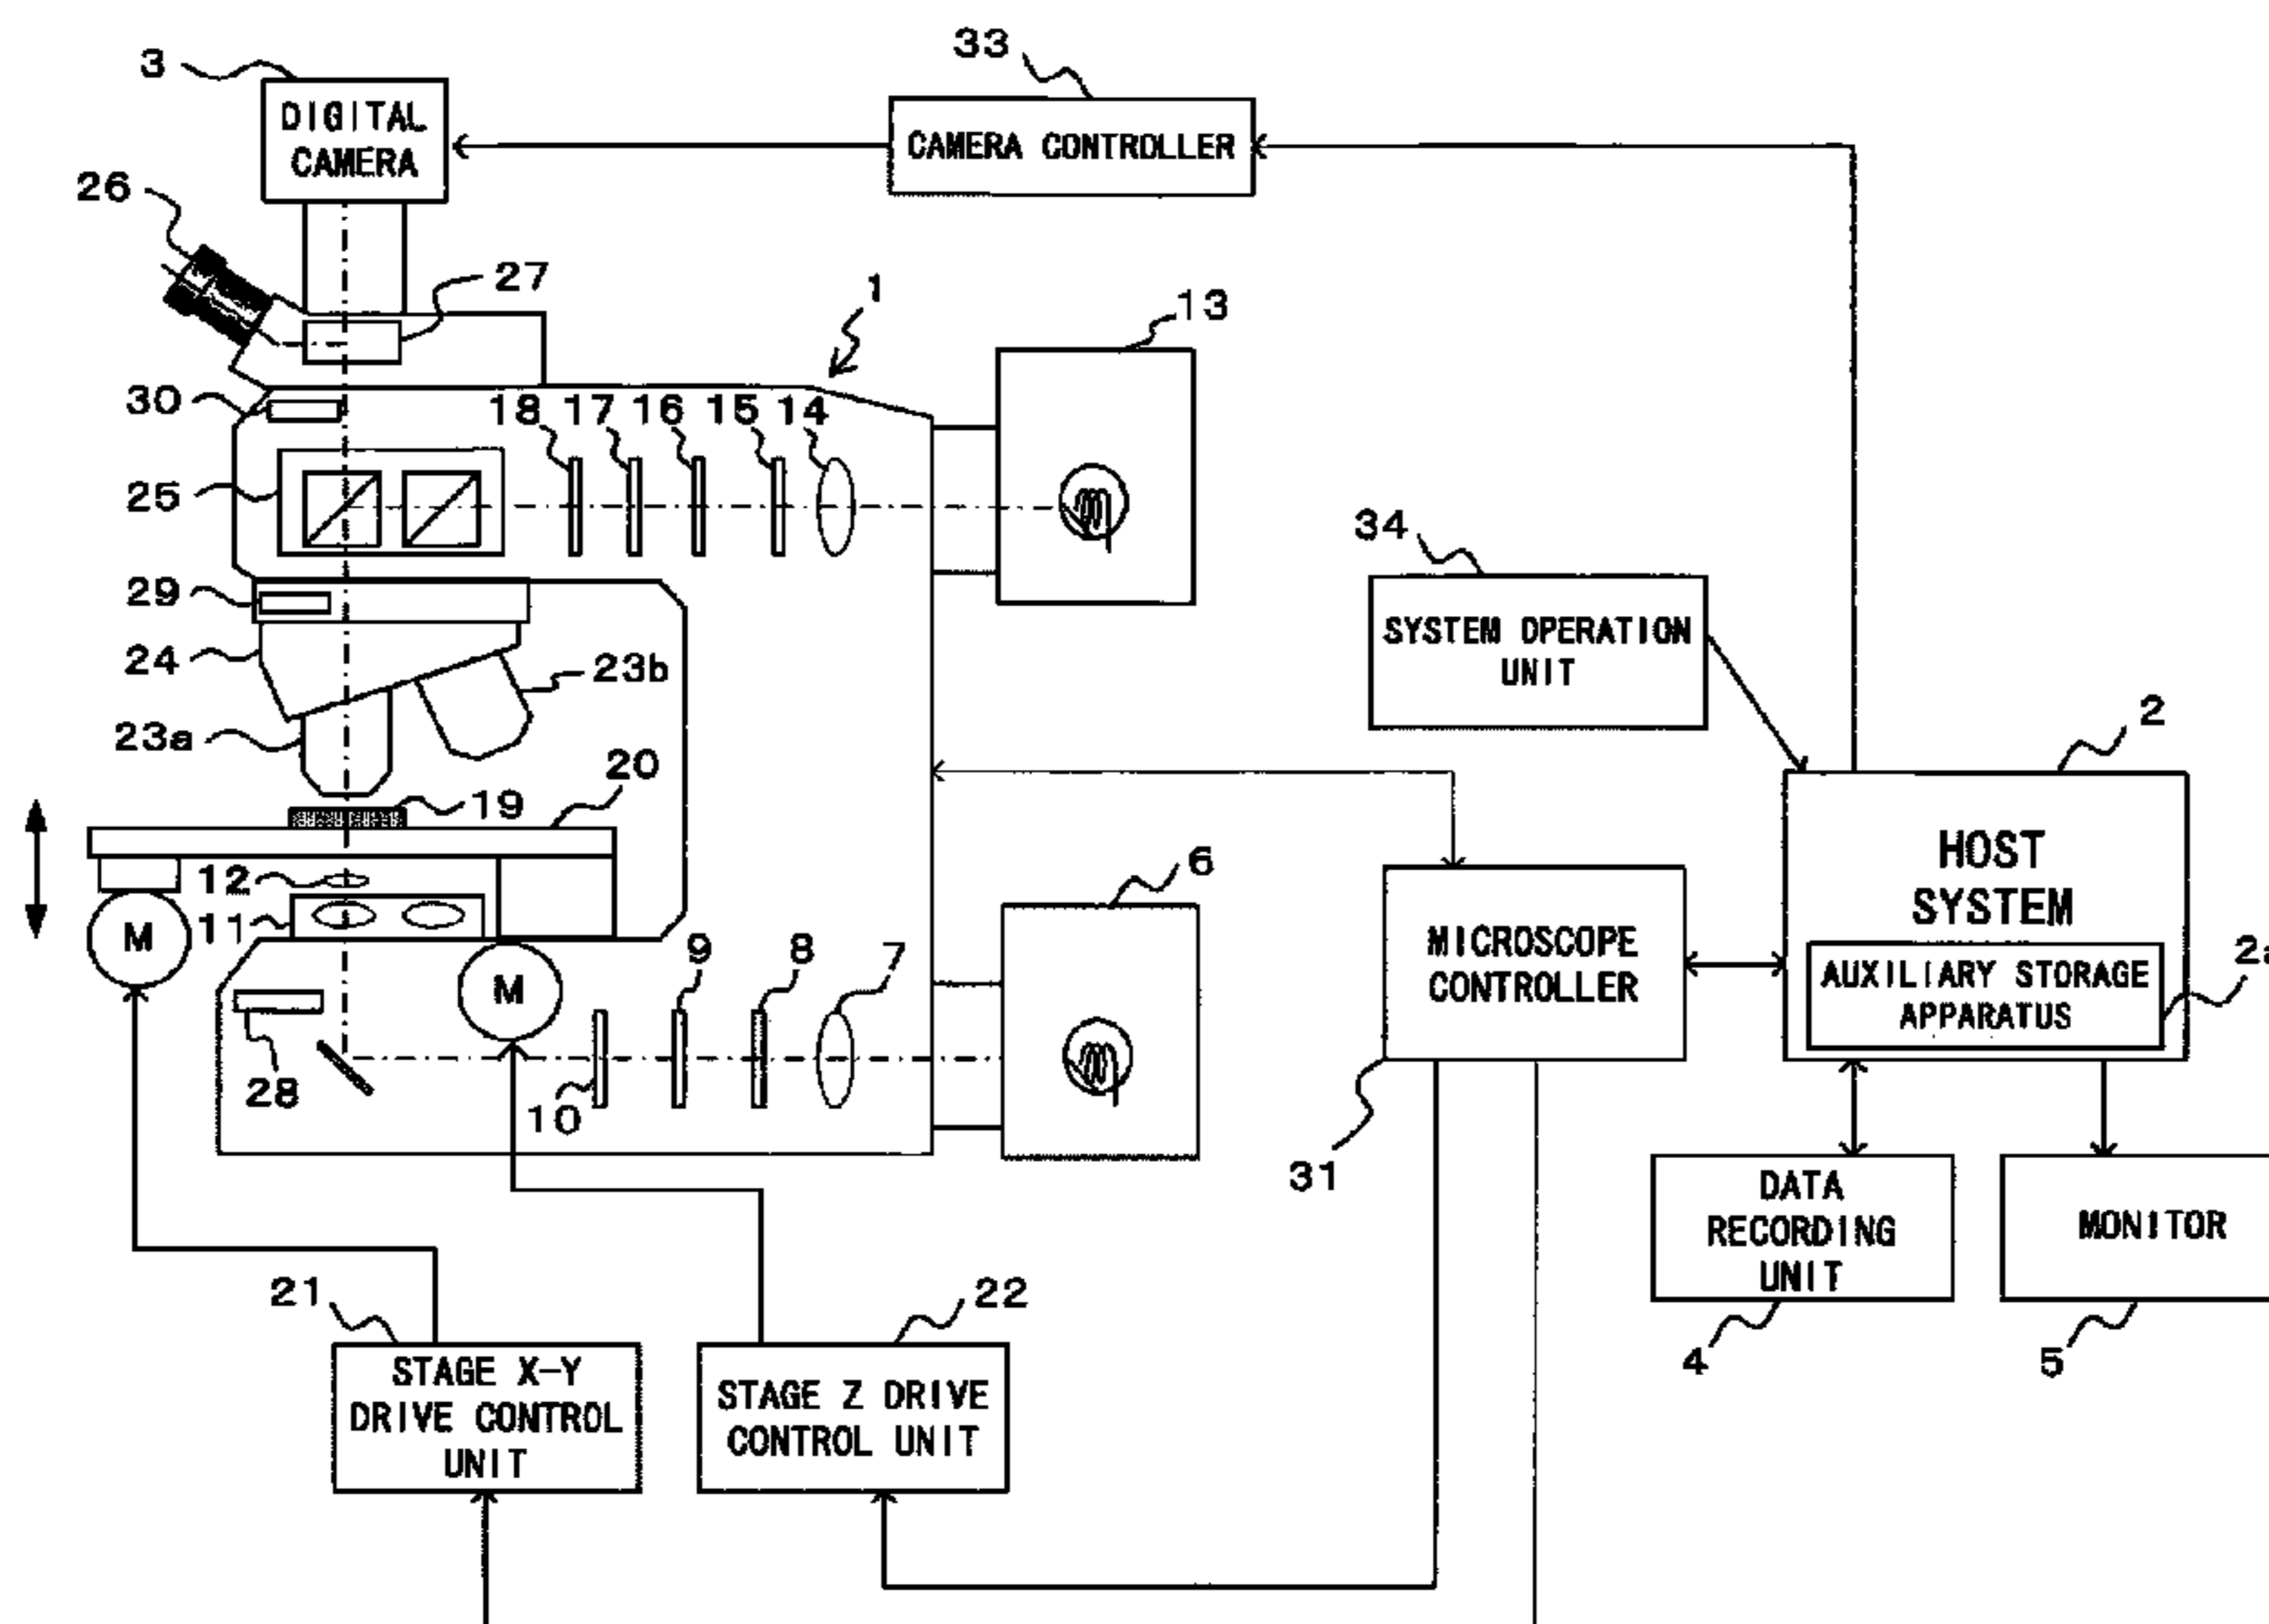 33
3
DIGITAL
CAMERA
CAMERA CONTROLLER
26
27
1
13
30
18 17 16 15 14
25
34
29
SYSTEM OPERATION
UNIT
24
23b
23a
2
20
19
HOST
SYSTEM
12
6
M
11
9
8
7
MICROSCOPE
CONTROLLER
2a
AUXILIARY STORAGE
APPARATUS
M
28
10
31
DATA
RECORDING
UNIT
MONITOR
21
22
4
5
STAGE X-Y
DRIVE CONTROL
UNIT
STAGE Z DRIVE
CONTROL UNIT